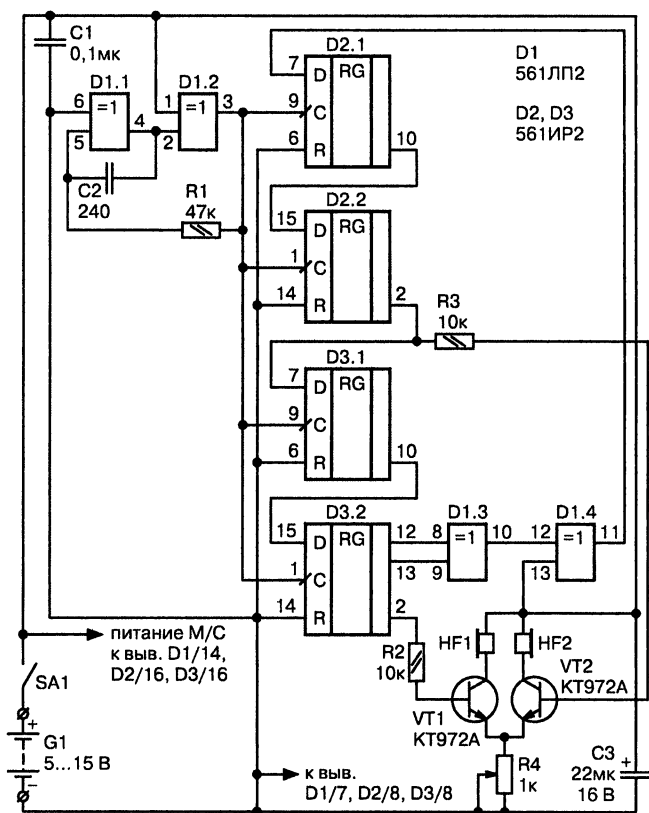 C1
0,1мк
D1.1
=1
6
5
4
D1.2
=1
1
2
3
C2
240
R1
47к
D2.1
RG
7
D
9
C
6
R
10
D1
561ЛП2
D2, D3
561ИР2
D2.2
RG
15
D
1
C
14
R
2
R3
10к
D3.1
RG
7
D
9
C
6
R
10
D3.2
RG
15
D
1
C
14
R
12
13
2
D1.3
=1
8
9
10
D1.4
=1
12
13
11
питание М/С
к выв. D1/14,
D2/16, D3/16
SA1
+
G1
5...15 В
–
R2
10к
HF1
HF2
VT1
КТ972А
VT2
КТ972А
R4
1к
C3
22мк
16 В
+
к выв.
D1/7, D2/8, D3/8